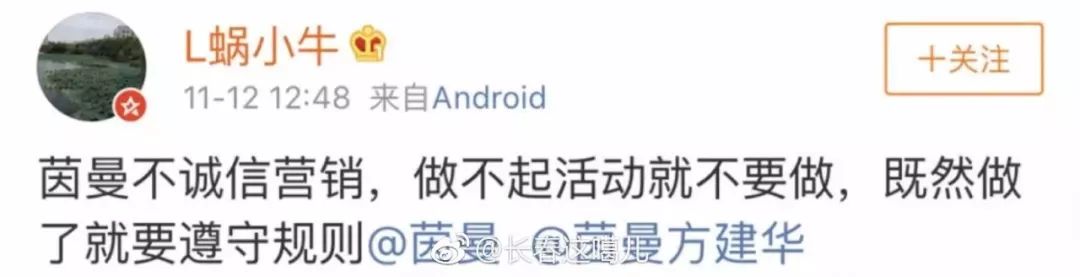 L蜗小牛
十关注
11-12 12:48 来自Android
茵曼不诚信营销，做不起活动就不要做，既然做
了就要遵守规则@茵曼 @茵曼方建华
@长春这噶儿